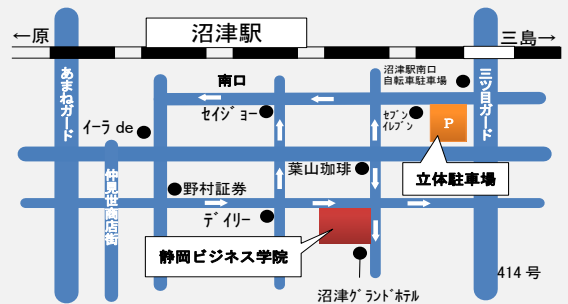 ←原
沼津駅
三島→
あまねガード
南口
沼津駅南口
自転車駐車場
三ツ目ガード
セイジョー
セブン
イレブン
P
イーラ de
仲見世商店街
葉山珈琲
立体駐車場
野村証券
デイリー
静岡ビジネス学院
沼津グランドホテル
414 号